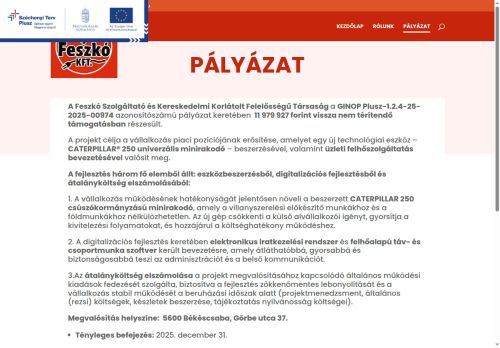 Széchenyi Terv
Plusz
KEZDŐLAP
RÓLUNK
PÁLYÁZAT
Feszkó
KFT.
PÁLYÁZAT
A Feszkó Szolgáltató és Kereskedelmi Korlátolt Felelősségű Társaság a GINOP Plusz-1.2.4-25-
2025-00974 azonosítószámú pályázat keretében 11 979 927 forint vissza nem térítendő
támogatásban részesült.
A projekt célja a vállalkozás piaci pozíciójának erősítése, amelyet egy új technológiai eszköz –
CATERPILLAR® 250 univerzális minirakodó – beszerzésével, valamint üzleti felhőszolgáltatás
bevezetésével valósit meg.
A fejlesztés három fő elemből állt: eszközbeszerzésből, digitalizációs fejlesztésből és
átalányköltség elszámolásából:
1. A vállalkozás működésének hatékonyságát jelentősen növeli a beszerzett CATERPILLAR 250
csúszókormányzású minirakodó, amely a villanyszerelési előkészítő munkákhoz és a
földmunkákhoz nélkülözhetetlen. Az új gép csökkenti a külső alvállalkozói igényt, gyorsítja a
kivitelezési folyamatokat, és hozzájárul a költséghatékony működéshez.
2. A digitalizációs fejlesztés keretében elektronikus iratkezelési rendszer és felhőalapú táv- és
csoportmunka szoftver került bevezetésre, amely átláthatóbbá, gyorsabbá és
biztonságosabbá teszi az adminisztrációt és a belső kommunikációt.
3.Az átalányköltség elszámolása a projekt megvalósításához kapcsolódó általános működési
kiadások fedezését szolgálta, biztosítva a fejlesztés zökkenőmentes lebonyolítását és a
vállalkozás stabil működését a beruházási időszak alatt (projektmenedzsment, általános
(rezsi) költségek, készletek beszerzése, tájékoztatás nyilvánosság költségei).
Megvalósítás helyszíne: 5600 Békéscsaba, Görbe utca 37.
• Tényleges befejezés: 2025. december 31.